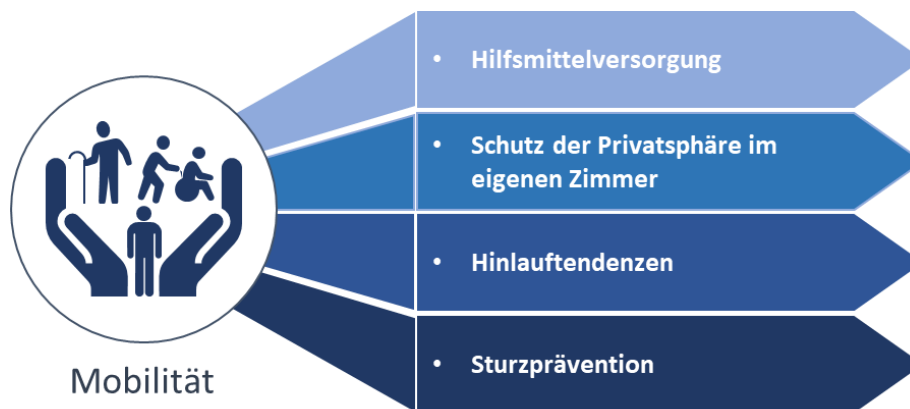 • Hilfsmittelversorgung
• Schutz der Privatsphäre im
eigenen Zimmer
• Hinlauftendenzen
• Sturzprävention
Mobilität